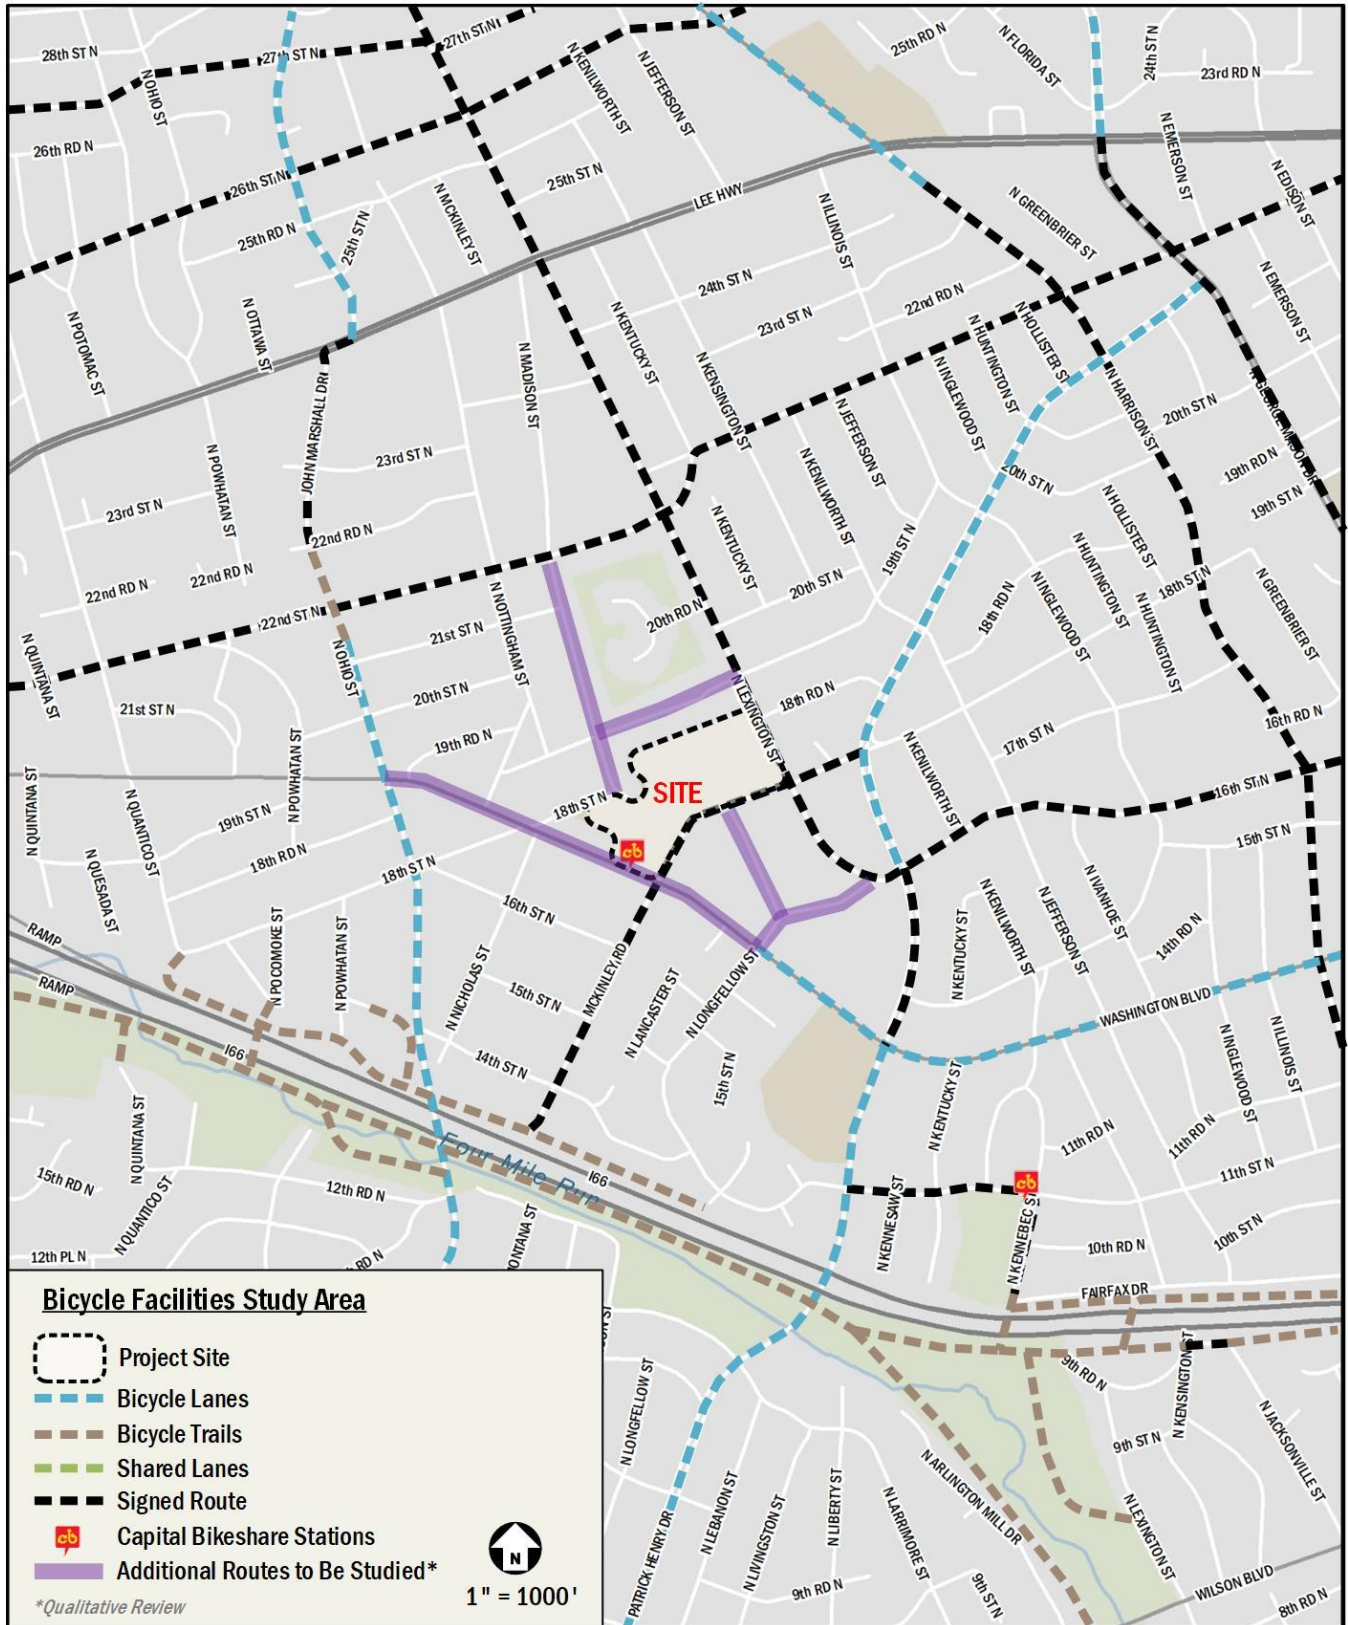 28th ST N
27th ST N
27th ST N
N OHIO ST
N KENILWORTH ST
N JEFFERSON ST
25th RD N
N FLORIDA ST
24th ST N
23rd RD N
26th RD N
26th ST N
25th RD N
25th ST N
N MCKINLEY ST
25th ST N
LEE HWY
N ILLINOIS ST
N GREENBRIER ST
N EMERSON ST
N EDISON ST
N POTOMAC ST
N OTTAWA ST
N MADISON ST
N KENTUCKY ST
24th ST N
23rd ST N
22nd RD N
N EMERSON ST
N KENSINGTON ST
N HUNTINGTON ST
N HOLLISTER ST
N INGLEWOOD ST
N HARRISON ST
20th ST N
N GEORGE MASON DR
JOHN MARSHALL DR
23rd ST N
N JEFFERSON ST
N KENILWORTH ST
20th ST N
19th RD N
19th ST N
N POWHATAN ST
23rd ST N
22nd RD N
N KENTUCKY ST
19th ST N
N HOLLISTER ST
N HUNTINGTON ST
22nd RD N
22nd RD N
22nd ST N
N NOTTINGHAM ST
20th RD N
20th ST N
18th RD N
N INGLEWOOD ST
18th ST N
N HUNTINGTON ST
N GREENBRIER ST
N QUINTANA ST
21st ST N
N OHIO ST
20th ST N
21st ST N
N LEXINGTON ST
18th RD N
16th RD N
19th RD N
17th ST N
N KENILWORTH ST
16th ST N
N QUINTANA ST
N QUANTICO ST
N POWHATAN ST
19th ST N
18th ST N
SITE
15th ST N
N QUESADA ST
18th RD N
18th ST N
16th ST N
N KENTUCKY ST
N KENILWORTH ST
N JEFFERSON ST
N IVANHOE ST
14th RD N
RAMP
RAMP
N POCOMOKE ST
N POWHATAN ST
N NICHOLAS ST
15th ST N
MCKINLEY RD
N LANCASTER ST
N LONGFELLOW ST
WASHINGTON BLVD
I66
14th ST N
15th ST N
N KENTUCKY ST
N INGLEWOOD ST
N ILLINOIS ST
N QUINTANA ST
Four Mile Run
I66
11th RD N
11th RD N
11th ST N
15th RD N
N QUANTICO ST
12th RD N
N KENNESAW ST
N KENNEBEC ST
10th RD N
10th ST N
12th PL N
FAIRFAX DR
9th RD N
N KENSINGTON ST
N LONGFELLOW ST
9th ST N
N JACKSONVILLE ST
N ARLINGTON MILL DR
PATRICK HENRY DR
N LEBANON ST
N LIVINGSTON ST
N LIBERTY ST
N LARRIMORE ST
N LEXINGTON ST
9th RD N
9th ST N
WILSON BLVD
8th RD N
Bicycle Facilities Study Area
Project Site
Bicycle Lanes
Bicycle Trails
Shared Lanes
Signed Route
Capital Bikeshare Stations
Additional Routes to Be Studied*
*Qualitative Review
N
1" = 1000'